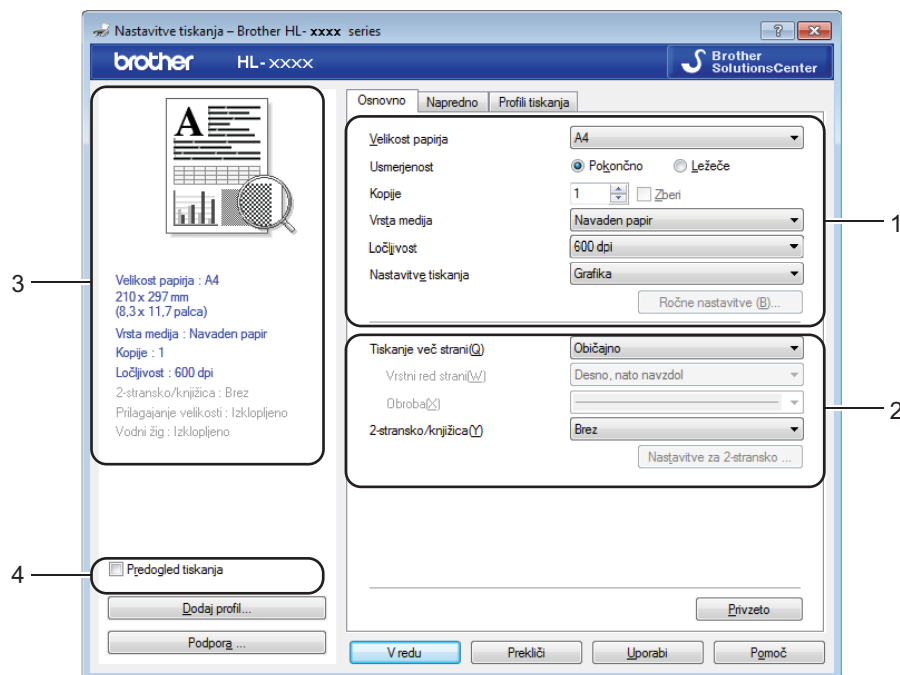 Nastavitve tiskanja – Brother HL- xxxx series
brother HL- xxxx
Brother
SolutionsCenter
Osnovno Napredno Profili tiskanja
A
Velikost papirja A4
Usmerjenost Pokončno Ležeče
Kopije 1 Zberi
Vrsta medija Navaden papir
Ločljivost 600 dpi
Nastavitve tiskanja Grafika
Ročne nastavitve (B)...
1
Tiskanje več strani(Q) Običajno
Vrstni red strani(W) Desno, nato navzdol
Obroba(X)
2-stransko/knjižica(Y) Brez
Nastavitve za 2-stransko ...
2
3
Velikost papirja : A4
210 x 297 mm
(8,3 x 11,7 palca)
Vrsta medija : Navaden papir
Kopije : 1
Ločljivost : 600 dpi
2-stransko/knjižica : Brez
Prilagajanje velikosti : Izklopljeno
Vodni žig : Izklopljeno
4
Predogled tiskanja
Dodaj profil...
Podpora ...
Privzeto
V redu Prekliči Uporabi Pomoč